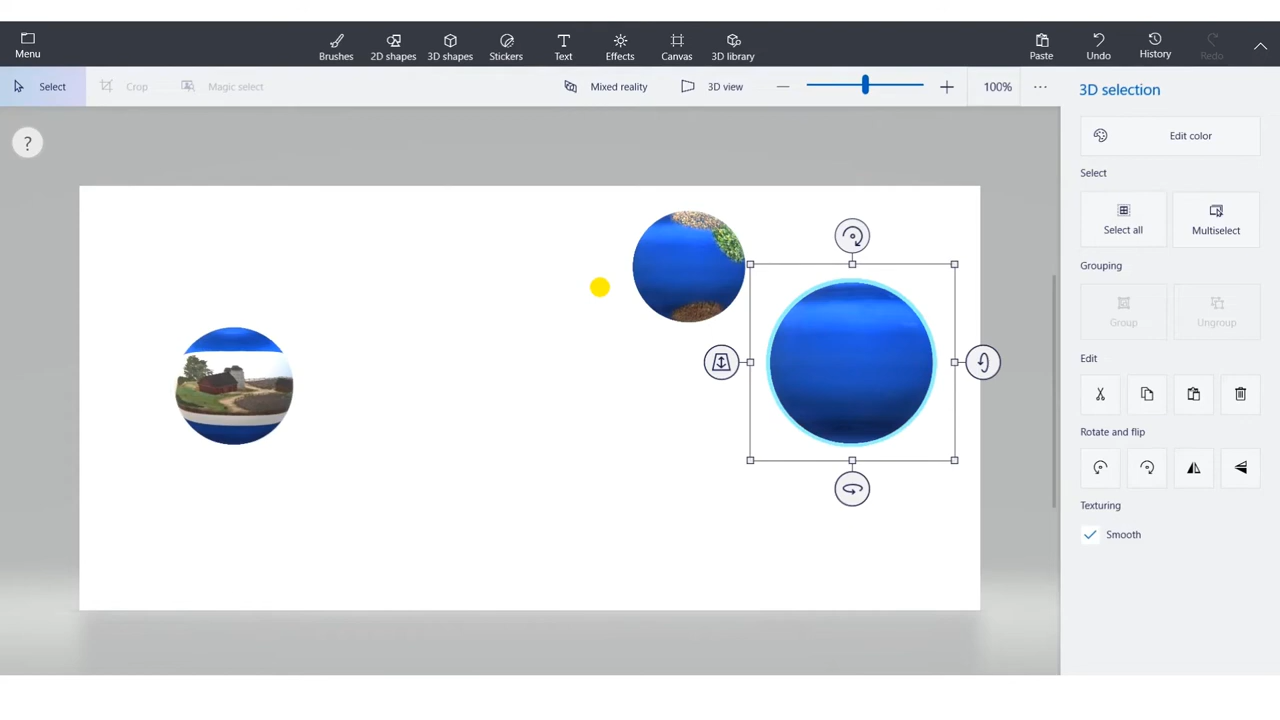 Menu
Brushes 2D shapes 3D shapes Stickers Text Effects Canvas 3D library Paste Undo History Redo
Select Crop Magic select Mixed reality 3D view 100% ...
3D selection
?
Edit color
Select
Select all Multiselect
Grouping
Group Ungroup
Edit
Rotate and flip
Texturing
Smooth